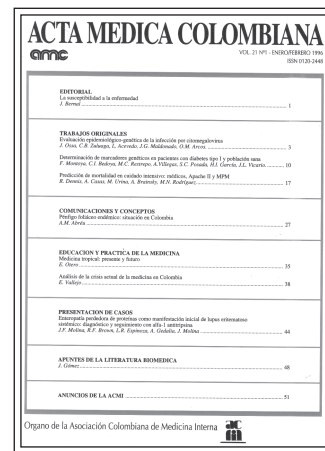 ACTA MEDICA COLOMBIANA
amc
VOL. 21 Nº1 - ENERO/FEBRERO 1996
ISSN 0120-2448
EDITORIAL
La susceptibilidad a la enfermedad
J. Bernal 1
TRABAJOS ORIGINALES
Evaluación epidemiológico-genética de la infección por citomegalovirus
J. Ossa, C.B. Zuluaga, L. Acevedo, J.G. Maldonado, O.M. Arcos 3
Determinación de marcadores genéticos en pacientes con diabetes tipo I y población sana
F. Montoya, C.I. Bedoya, M.C. Restrepo, A. Villegas, S.C. Posada, H.I. García, J.L. Vicario 10
Predicción de mortalidad en cuidado intensivo: médicos, Apache II y MPM
R. Dennis, A. Casas, M. Urina, A. Bratnsky, M.N. Rodríguez 17
COMUNICACIONES Y CONCEPTOS
Pénfigo foliáceo endémico: situación en Colombia
A.M. Abréu 27
EDUCACION Y PRACTICA DE LA MEDICINA
Medicina tropical: presente y futuro
E. Otero 35
Análisis de la crisis actual de la medicina en Colombia
E. Vallejo 38
PRESENTACION DE CASOS
Enteropatía perdedora de proteínas como manifestación inicial de lupus eritematoso
sistémico: diagnóstico y seguimiento con alfa-1 antitripsina
J.F. Molina, R.F. Brown, L.R. Espinoza, A. Gedalia, J. Molina 44
APUNTES DE LA LITERATURA BIOMEDICA
J. Gómez 48
ANUNCIOS DE LA ACMI 51
Organo de la Asociación Colombiana de Medicina Interna